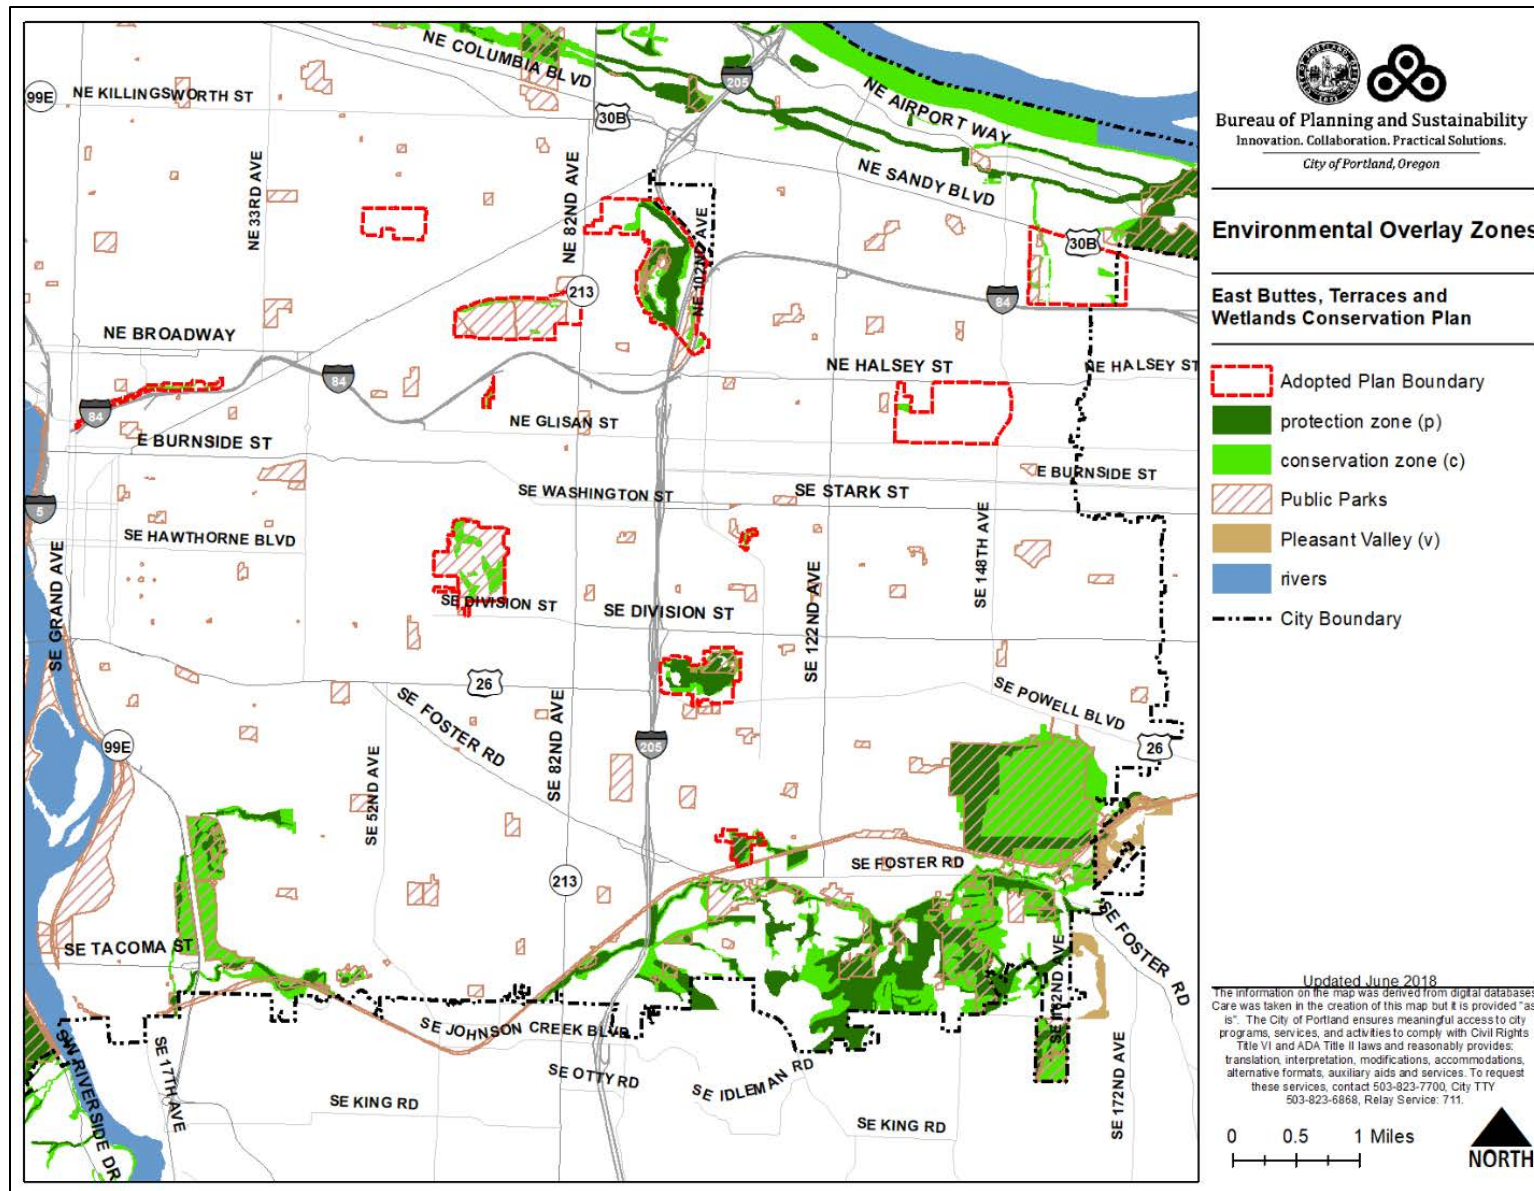 NE COLUMBIA BLVD
205
99E
NE KILLINGSWORTH ST
30B
NE AIRPORT WAY
NE SANDY BLVD
NE 33RD AVE
NE 82ND AVE
NE 102ND AVE
30B
213
84
NE BROADWAY
84
NE HALSEY ST
NE HALSEY ST
84
NE GLISAN ST
E BURNSIDE ST
E BURNSIDE ST
SE WASHINGTON ST
SE STARK ST
5
SE HAWTHORNE BLVD
SE GRAND AVE
SE 148TH AVE
SE 122ND AVE
SE DIVISION ST
SE DIVISION ST
26
SE POWELL BLVD
SE FOSTER RD
SE 82ND AVE
99E
205
26
SE 52ND AVE
213
SE FOSTER RD
SE TACOMA ST
SE FOSTER RD
SE 162ND AVE
SE JOHNSON CREEK BLVD
SW RIVERSIDE DR
SE 17TH AVE
SE OTTY RD
SE IDLEMAN RD
SE 172ND AVE
SE KING RD
SE KING RD
Bureau of Planning and Sustainability
Innovation. Collaboration. Practical Solutions.
City of Portland, Oregon
Environmental Overlay Zones
East Buttes, Terraces and
Wetlands Conservation Plan
Adopted Plan Boundary
protection zone (p)
conservation zone (c)
Public Parks
Pleasant Valley (v)
rivers
City Boundary
Updated June 2018
The information on the map was derived from digital databases
Care was taken in the creation of this map but it is provided "as
is". The City of Portland ensures meaningful access to city
programs, services, and activities to comply with Civil Rights
Title VI and ADA Title II laws and reasonably provides:
translation, interpretation, modifications, accommodations,
alternative formats, auxiliary aids and services. To request
these services, contact 503-823-7700, City TTY
503-823-6868, Relay Service: 711.
0 0.5 1 Miles
NORTH